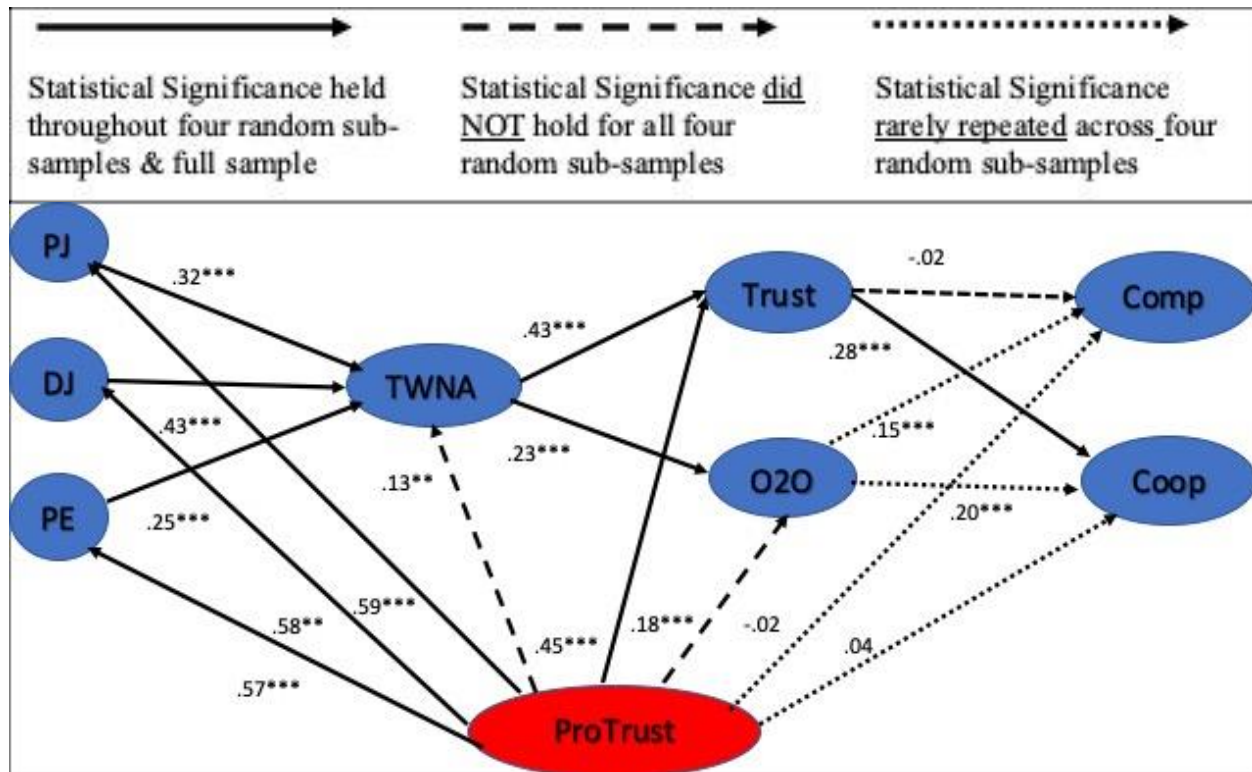 Statistical Significance held
throughout four random sub-
samples & full sample
Statistical Significance did
NOT hold for all four
random sub-samples
Statistical Significance
rarely repeated across four
random sub-samples
PJ
.32***
Trust
-.02
Comp
.43***
.28***
DJ
TWNA
.43***
.23***
.15***
O2O
Coop
PE
.13**
.25***
.20***
.58**
.59***
.45***
.18***
-.02
.04
.57***
ProTrust